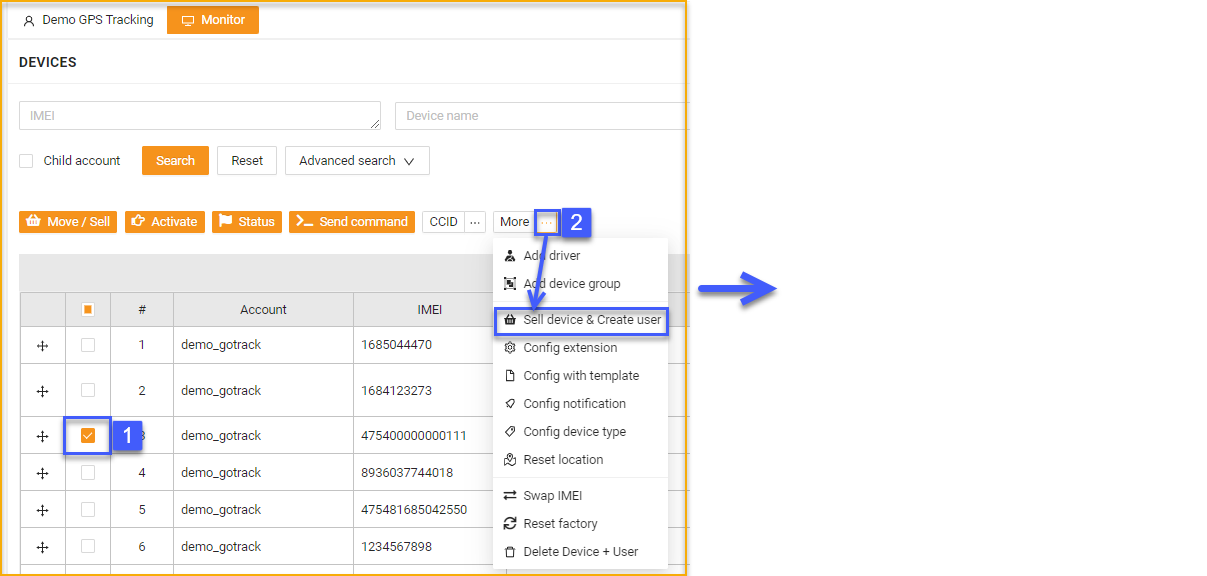 Demo GPS Tracking Monitor
DEVICES
IMEI Device name
Child account Search Reset Advanced search
Move / Sell Activate Status Send command CCID ... More ... 2
Add driver
Add device group
# Account IMEI
Sell device & Create user
1 demo_gotrack 1685044470
Config extension
Config with template
2 demo_gotrack 1684123273
Config notification
1 3 demo_gotrack 475400000000111
Config device type
Reset location
4 demo_gotrack 8936037744018
Swap IMEI
5 demo_gotrack 475481685042550
Reset factory
6 demo_gotrack 1234567898
Delete Device + User